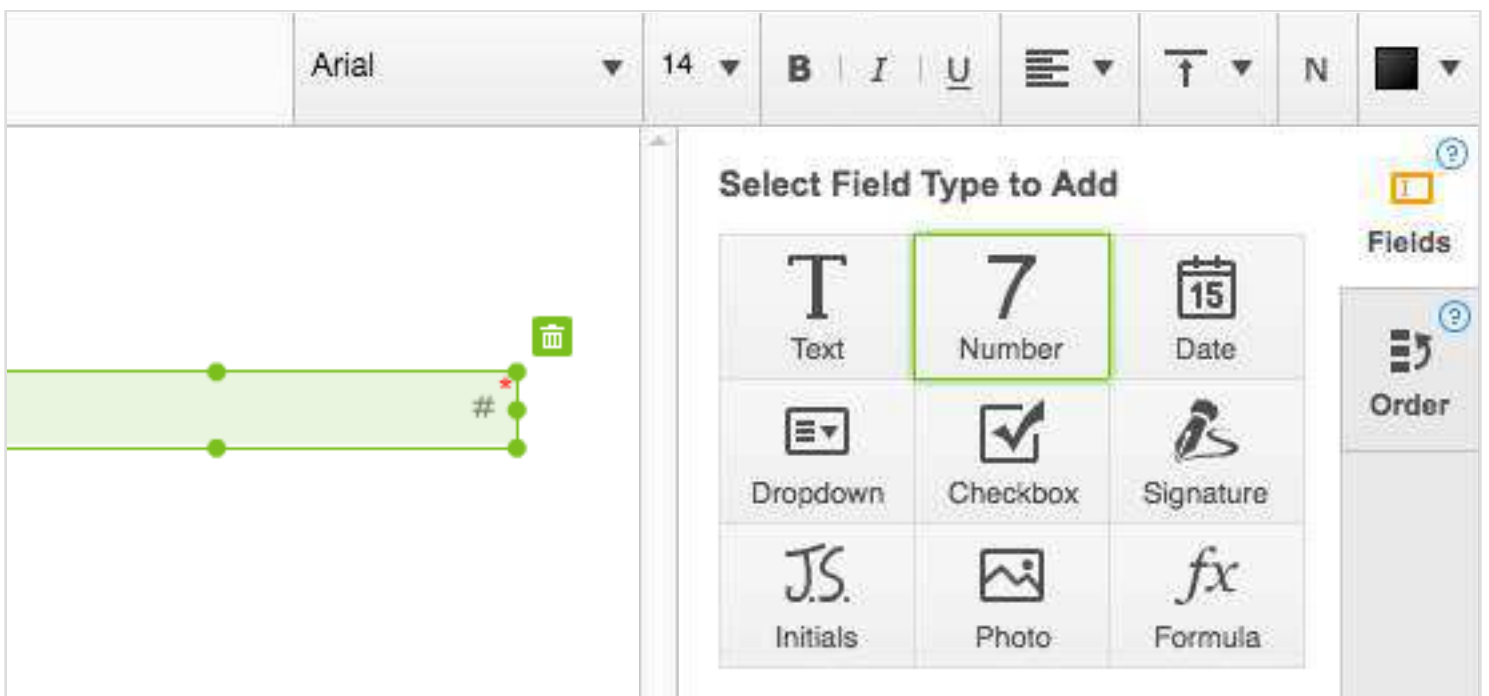 Arial 14 B I U N
Select Field Type to Add
Fields
T 7 15
Text Number Date
* #
Order
Dropdown Checkbox Signature
J.S. fx
Initials Photo Formula